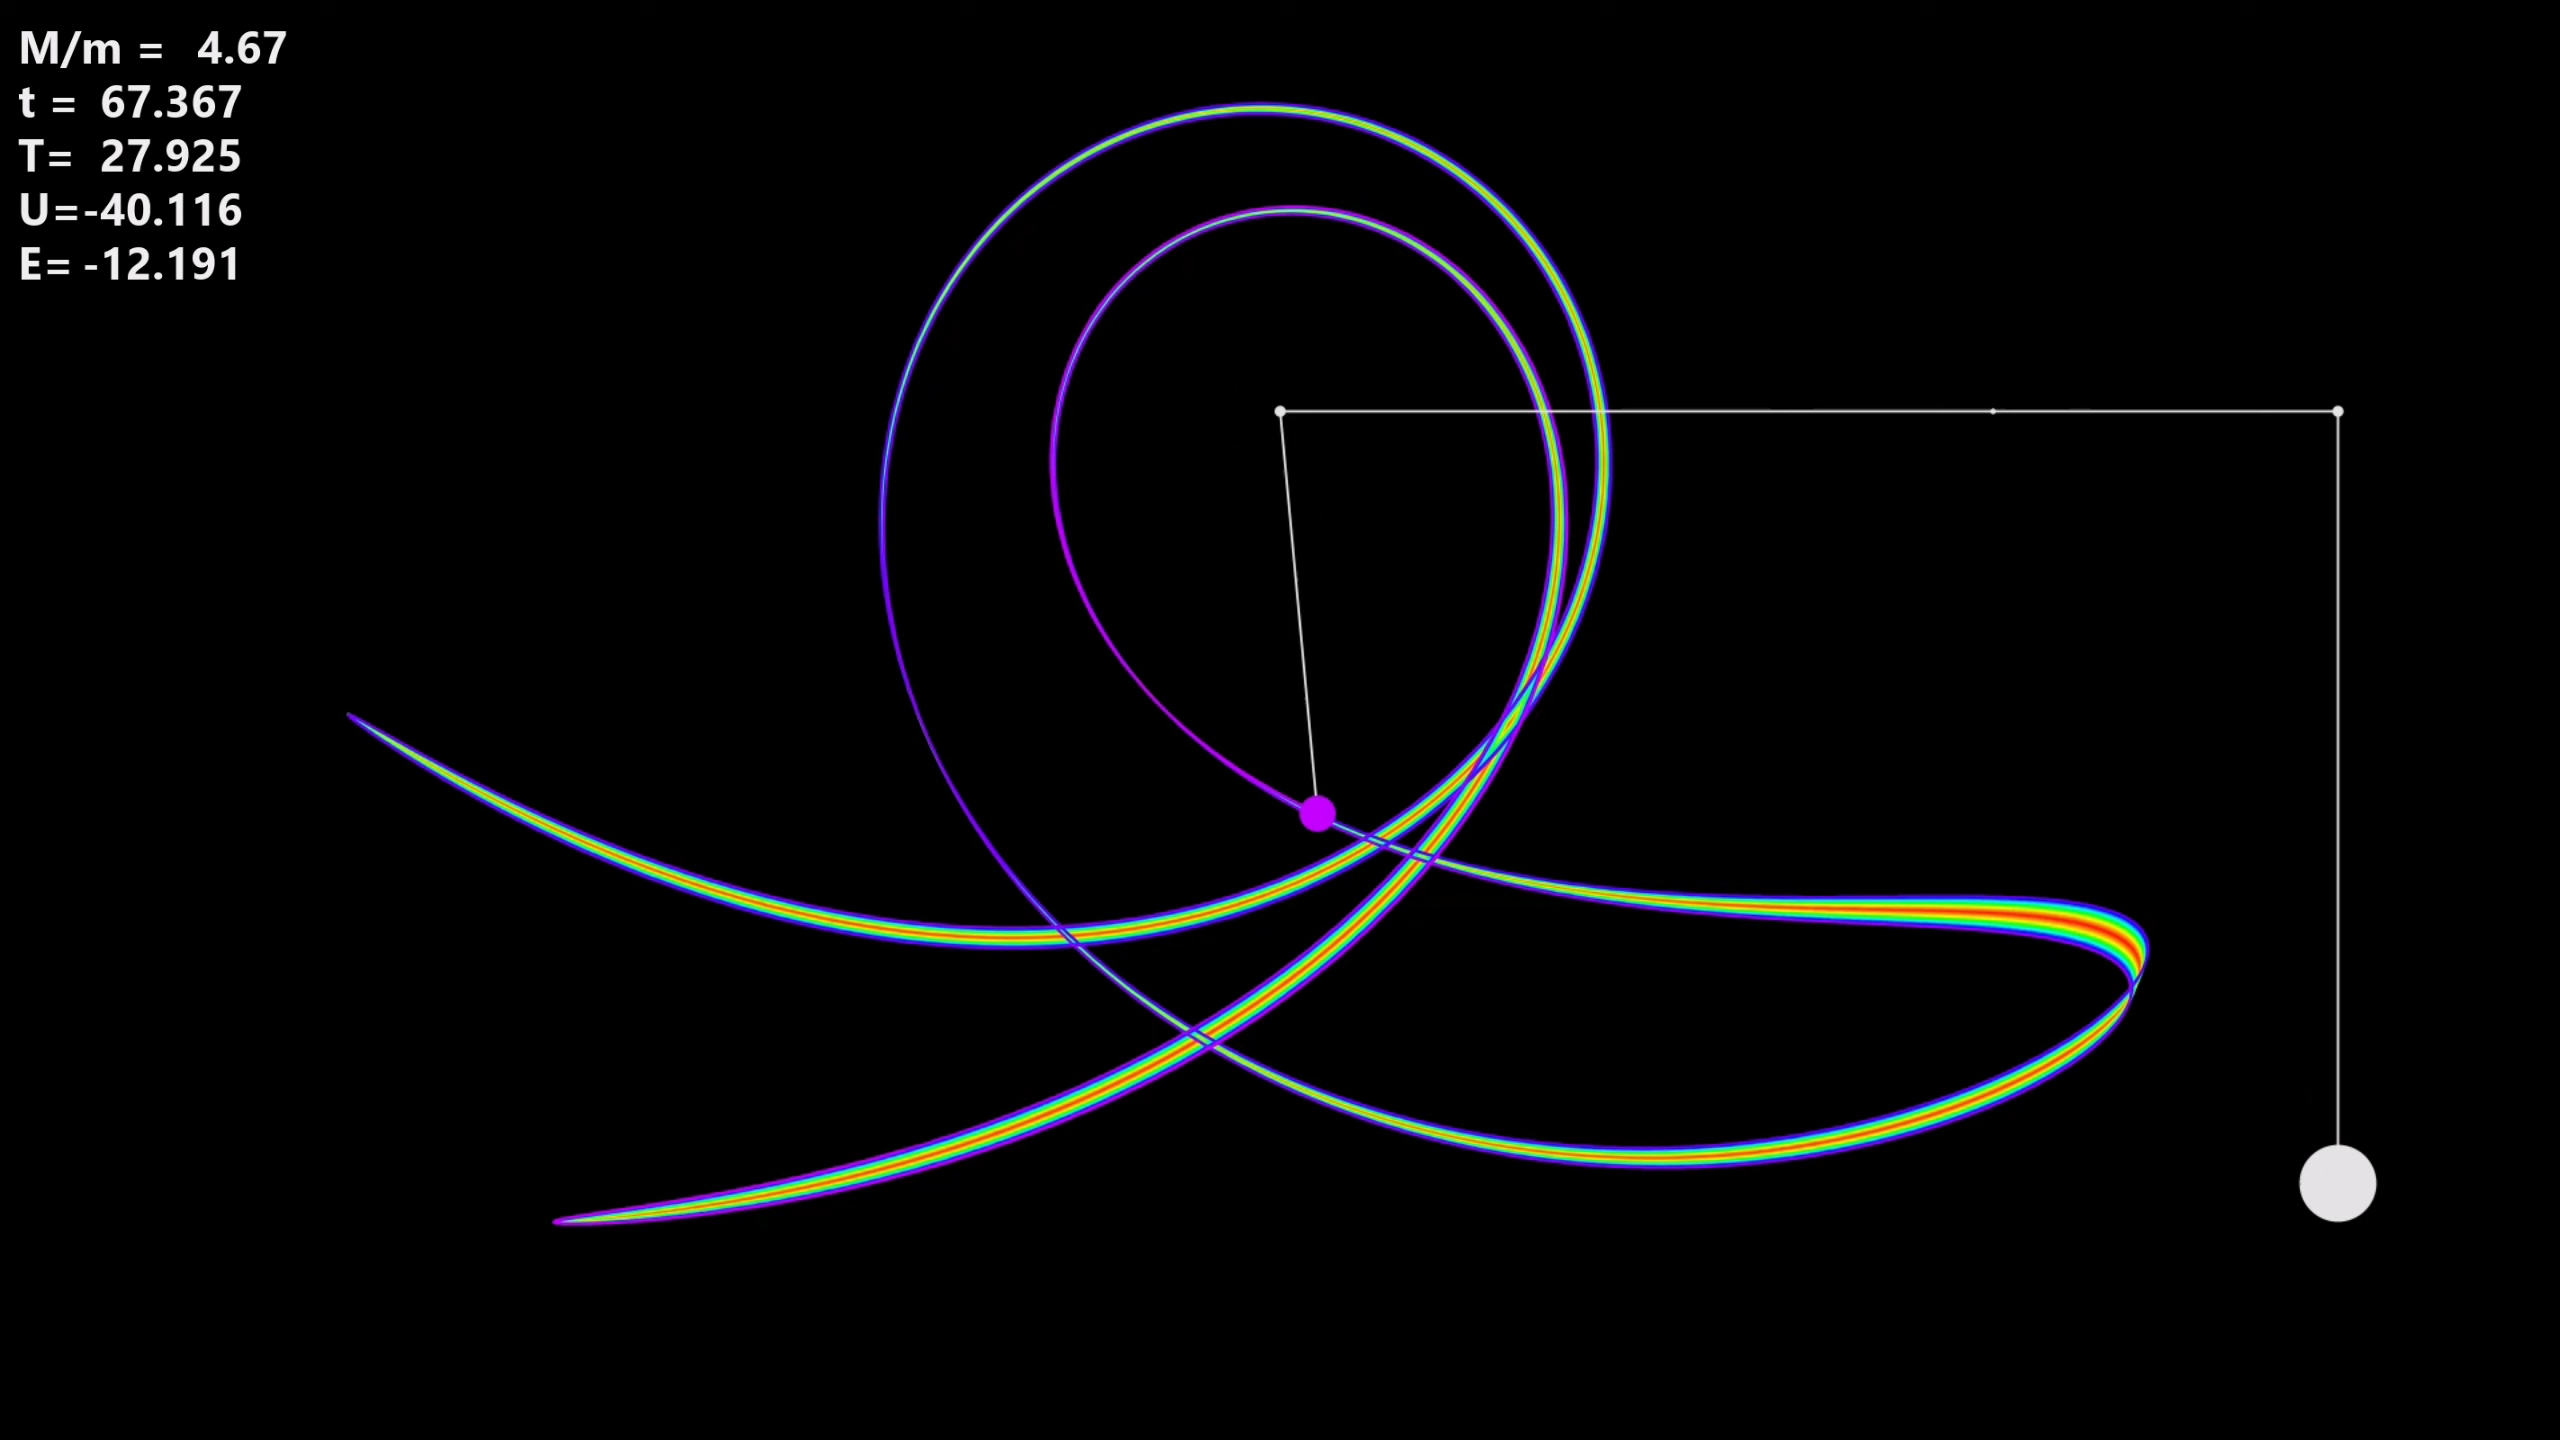 M/m = 4.67
t = 67.367
T= 27.925
U=-40.116
E= -12.191